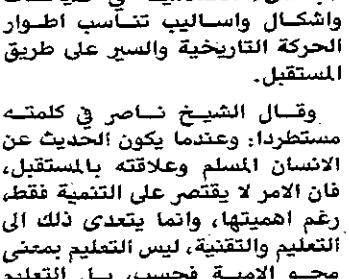 واشكال واساليب تناسب اطوار
الحركة التاريخية والسير على طريق
المستقبل.
وقال الشيخ ناصر في كلمته
مستطردا: وعندما يكون الحديث عن
الانسان المسلم وعلاقته بالمستقبل،
فان الامر لا يقتصر على التنمية فقط،
رغم اهميتها، وانما يتعدى ذلك الى
التعليم والتقنية، ليس التعليم بمعنى
محو الامية فحسب، بل التعليم